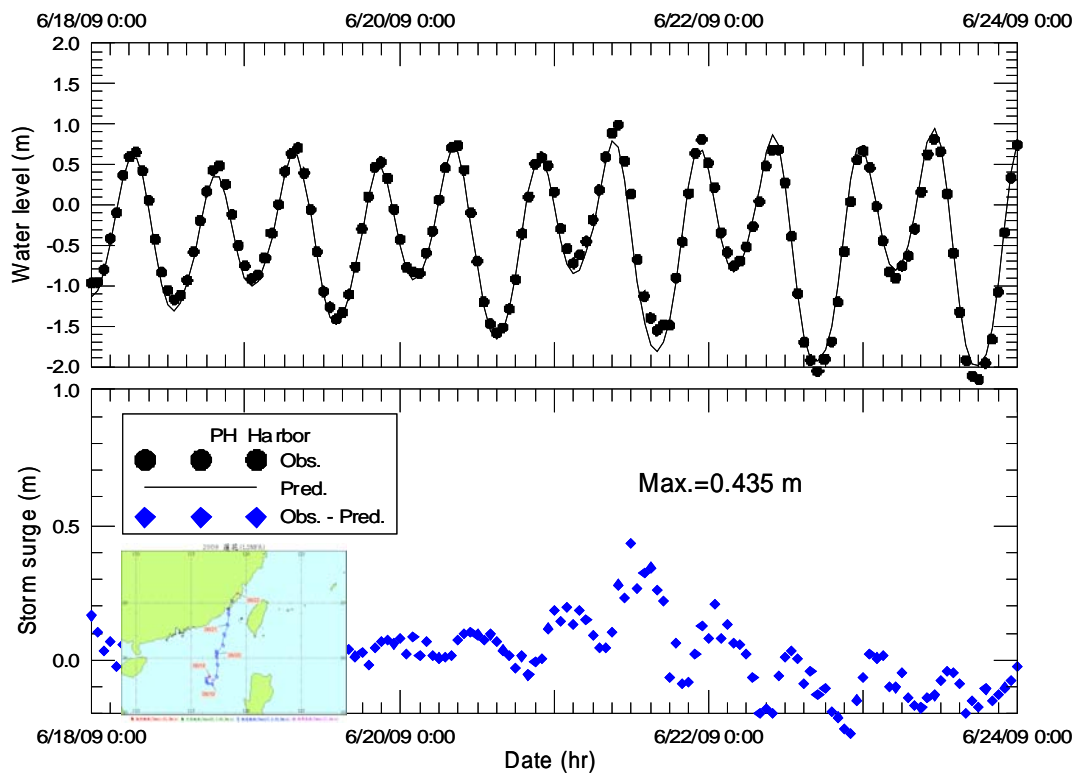 6/18/09 0:00 6/20/09 0:00 6/22/09 0:00 6/24/09 0:00
2.0
1.5
1.0
0.5
0.0
-0.5
-1.0
-1.5
-2.0
Water level (m)
1.0
0.5
0.0
Storm surge (m)
PH Harbor
Obs.
Pred.
Obs. - Pred.
Max.=0.435 m
6/18/09 0:00 6/20/09 0:00 6/22/09 0:00 6/24/09 0:00
Date (hr)